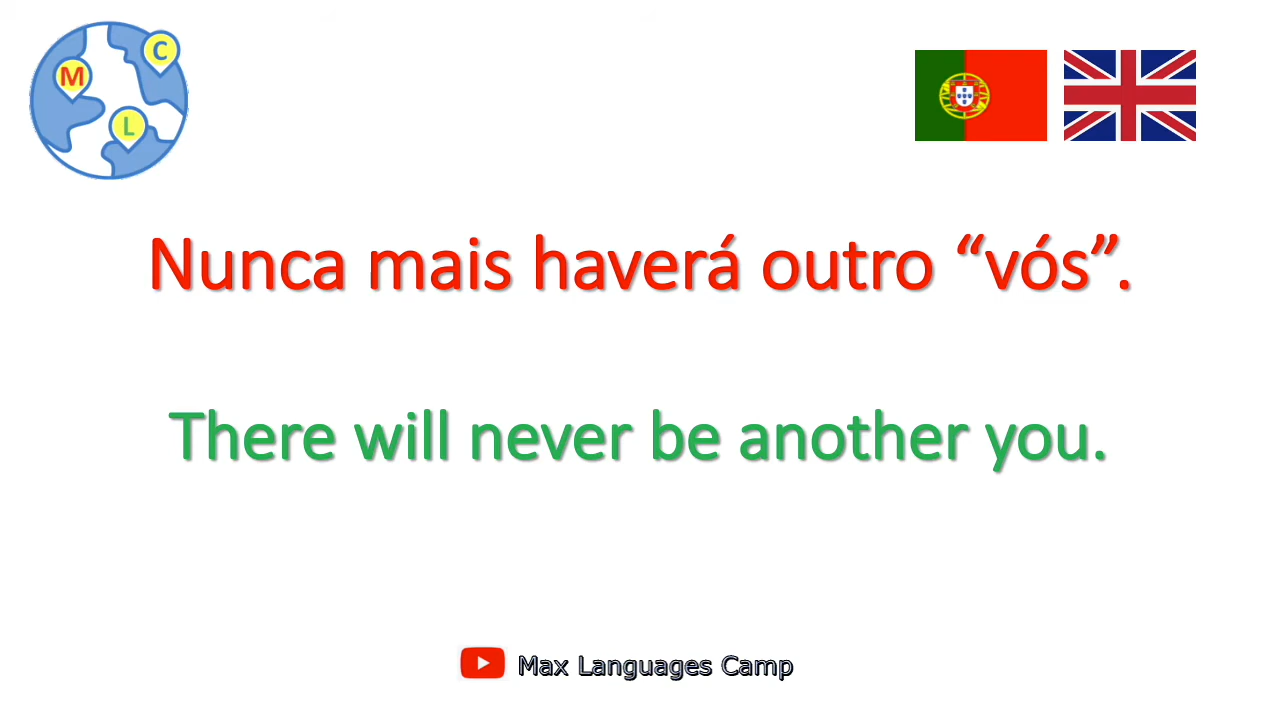 M
C
L
Nunca mais haverá outro “vós”.
There will never be another you.
Max Languages Camp